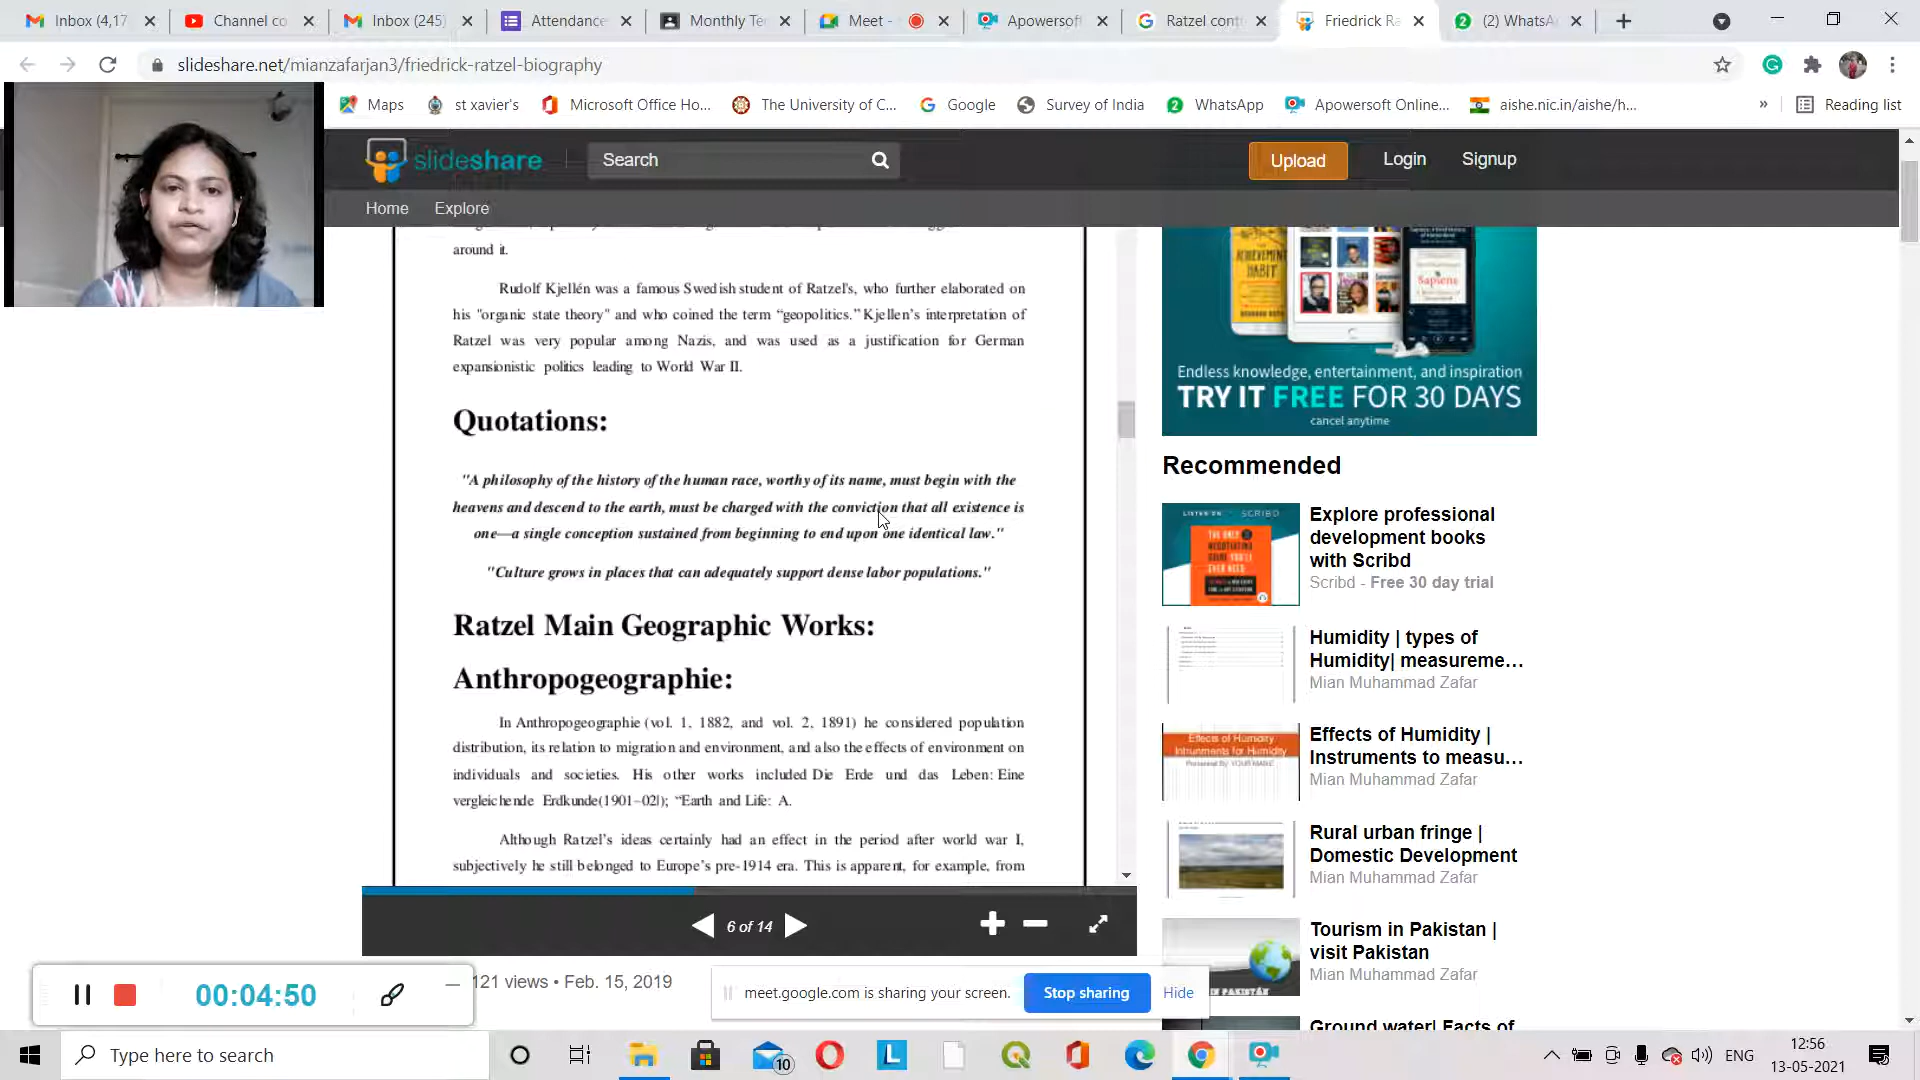 Inbox (4,17
Channel co
Inbox (245)
Attendance
Monthly Te
Meet -
Apowersoft
Ratzel cont
Friedrick Ra
(2) WhatsA
slideshare.net/mianzafarjan3/friedrick-ratzel-biography
Maps
st xavier's
Microsoft Office Ho...
The University of C...
Google
Survey of India
WhatsApp
Apowersoft Online...
aishe.nic.in/aishe/h...
»
Reading list
slideshare
Search
Upload
Login
Signup
Home
Explore
around it.
Rudolf Kjellén was a famous Swedish student of Ratzel's, who further elaborated on
his "organic state theory" and who coined the term “geopolitics.” Kjellen’s interpretation of
Ratzel was very popular among Nazis, and was used as a justification for German
expansionistic politics leading to World War II.
Quotations:
"A philosophy of the history of the human race, worthy of its name, must begin with the
heavens and descend to the earth, must be charged with the conviction that all existence is
one—a single conception sustained from beginning to end upon one identical law."
"Culture grows in places that can adequately support dense labor populations."
Ratzel Main Geographic Works:
Anthropogeographie:
In Anthropogeographie (vol. 1, 1882, and vol. 2, 1891) he considered population
distribution, its relation to migration and environment, and also the effects of environment on
individuals and societies. His other works included Die Erde und das Leben: Eine
vergleichende Erdkunde(1901–02|); “Earth and Life: A.
Although Ratzel’s ideas certainly had an effect in the period after world war I,
subjectively he still belonged to Europe’s pre-1914 era. This is apparent, for example, from
6 of 14
121 views • Feb. 15, 2019
ACHIEVEMENT
HABIT
Sapiens
Endless knowledge, entertainment, and inspiration
TRY IT FREE FOR 30 DAYS
cancel anytime
Recommended
LISTEN ON SCRIBD
Explore professional
development books
with Scribd
Scribd - Free 30 day trial
Humidity | types of
Humidity| measureme...
Mian Muhammad Zafar
Effects of Humidity
Intruments for Humidity
Presented By YOUR NAME
Effects of Humidity |
Instruments to measu...
Mian Muhammad Zafar
Rural urban fringe |
Domestic Development
Mian Muhammad Zafar
Tourism in Pakistan |
visit Pakistan
Mian Muhammad Zafar
Ground water| Facts of
00:04:50
meet.google.com is sharing your screen.
Stop sharing
Hide
Type here to search
10
ENG
12:56
13-05-2021